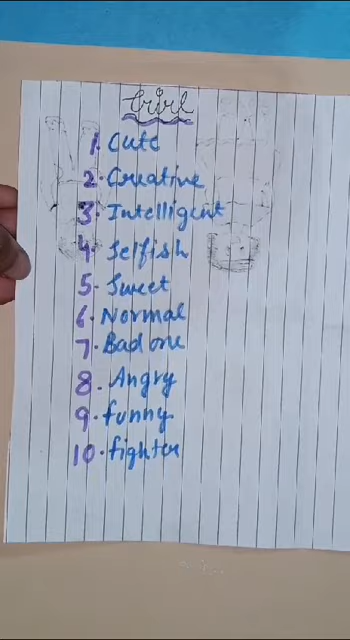 Girl
1. Cute
2. Creative
3. Intelligent
4. Selfish
5. Sweet
6. Normal
7. Bad one
8. Angry
9. funny
10. fighter